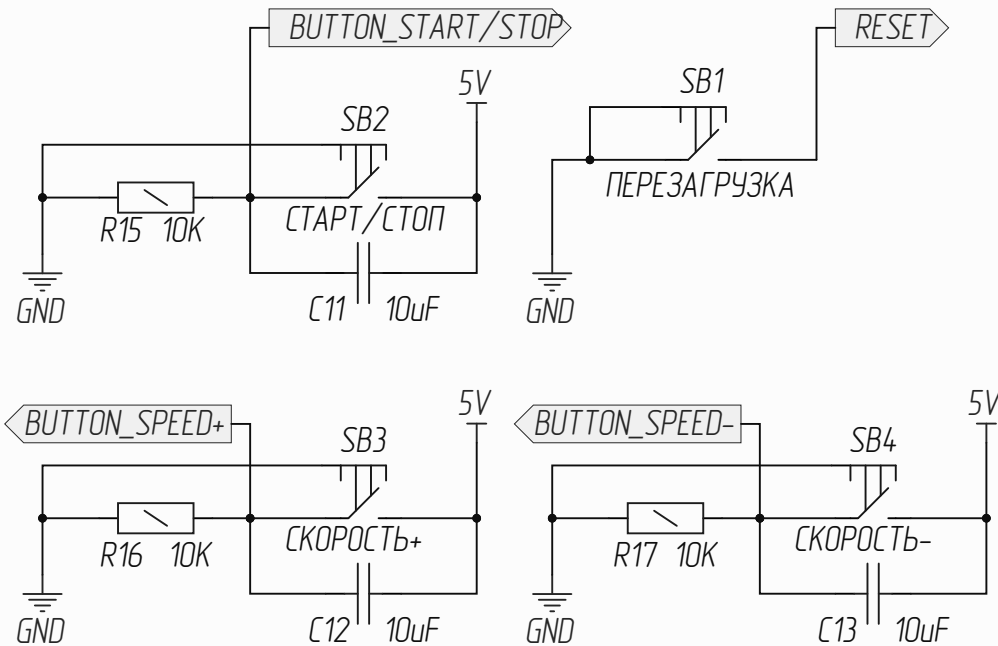 BUTTON_START/STOP
RESET
5V
SB2
SB1
ПЕРЕЗАГРУЗКА
R15 10K
СТАРТ/СТОП
GND
C11 10uF
GND
BUTTON_SPEED+
5V
BUTTON_SPEED-
5V
SB3
SB4
R16 10K
СКОРОСТЬ+
R17 10K
СКОРОСТЬ-
GND
C12 10uF
GND
C13 10uF